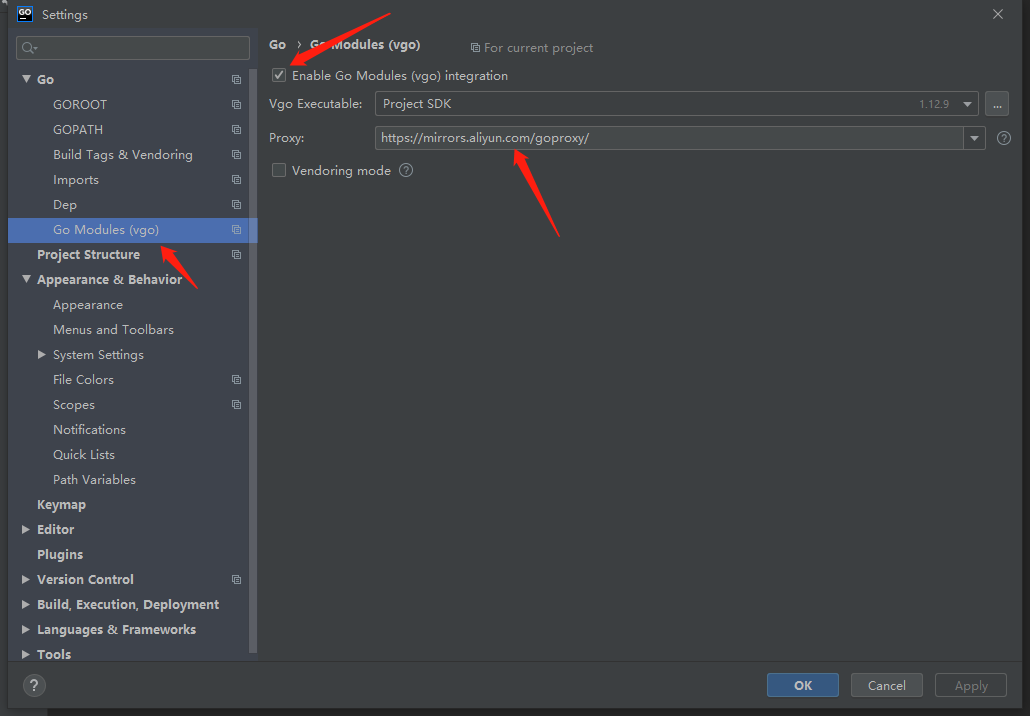 GO
Settings
Go › Go Modules (vgo) For current project
Enable Go Modules (vgo) integration
Vgo Executable: Project SDK 1.12.9 ...
Proxy: https://mirrors.aliyun.com/goproxy/ ?
Vendoring mode ?
Go
GOROOT
GOPATH
Build Tags & Vendoring
Imports
Dep
Go Modules (vgo)
Project Structure
Appearance & Behavior
Appearance
Menus and Toolbars
System Settings
File Colors
Scopes
Notifications
Quick Lists
Path Variables
Keymap
Editor
Plugins
Version Control
Build, Execution, Deployment
Languages & Frameworks
Tools
? OK Cancel Apply